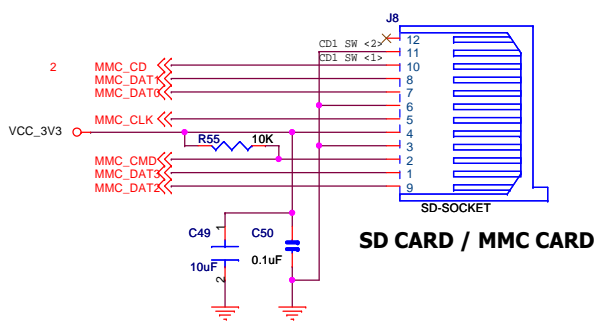 J8
CD1 SW <2> 12
11
CD1 SW <1>
2 MMC_CD 10
MMC_DAT1 8
MMC_DAT0 7
6
MMC_CLK 5
VCC_3V3 4
R55 10K 3
MMC_CMD 2
MMC_DAT3 1
MMC_DAT2 9
SD-SOCKET
1
C49 C50
SD CARD / MMC CARD
10uF 0.1uF
2